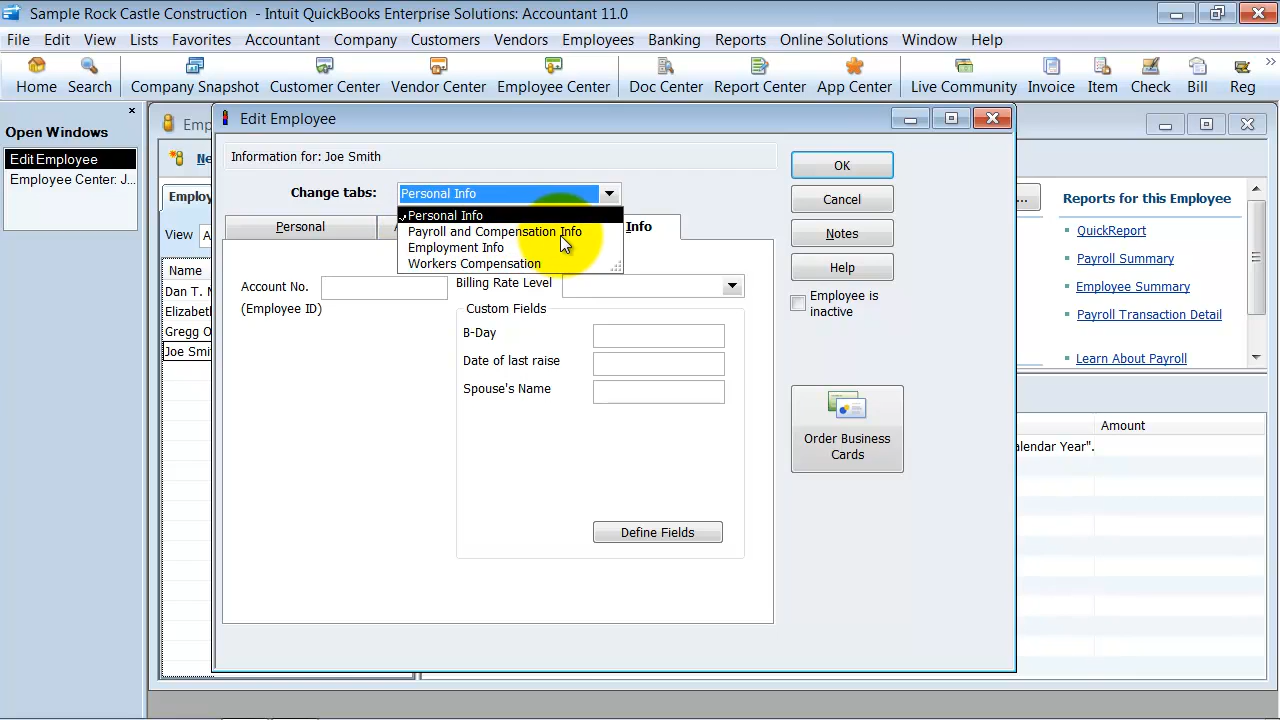 Sample Rock Castle Construction - Intuit QuickBooks Enterprise Solutions: Accountant 11.0
File Edit View Lists Favorites Accountant Company Customers Vendors Employees Banking Reports Online Solutions Window Help
Home Search Company Snapshot Customer Center Vendor Center Employee Center Doc Center Report Center App Center Live Community Invoice Item Check Bill Reg
Open Windows
Edit Employee
Employee Center: J...
Emp
Ne
Employ
View A
Name
Dan T. M
Elizabet
Gregg O
Joe Smit
Edit Employee
Information for: Joe Smith
Change tabs: Personal Info
Personal Info
Payroll and Compensation Info
Employment Info
Workers Compensation
Personal A Info
Account No.
(Employee ID)
Billing Rate Level
Custom Fields
B-Day
Date of last raise
Spouse's Name
Define Fields
OK
Cancel
Notes
Help
Employee is
inactive
Order Business
Cards
...
Reports for this Employee
QuickReport
Payroll Summary
Employee Summary
Payroll Transaction Detail
Learn About Payroll
Amount
alendar Year".